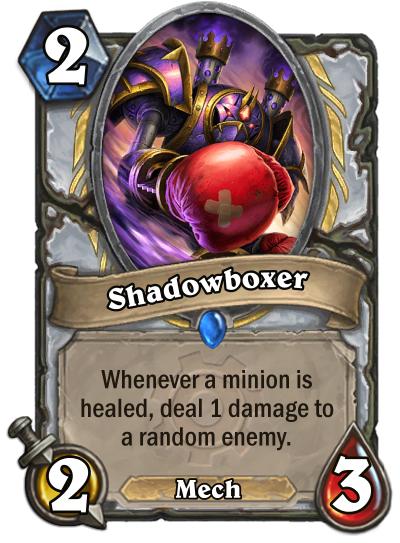 2
Shadowboxer
Whenever a minion is
healed, deal 1 damage to
a random enemy.
2
Mech
3